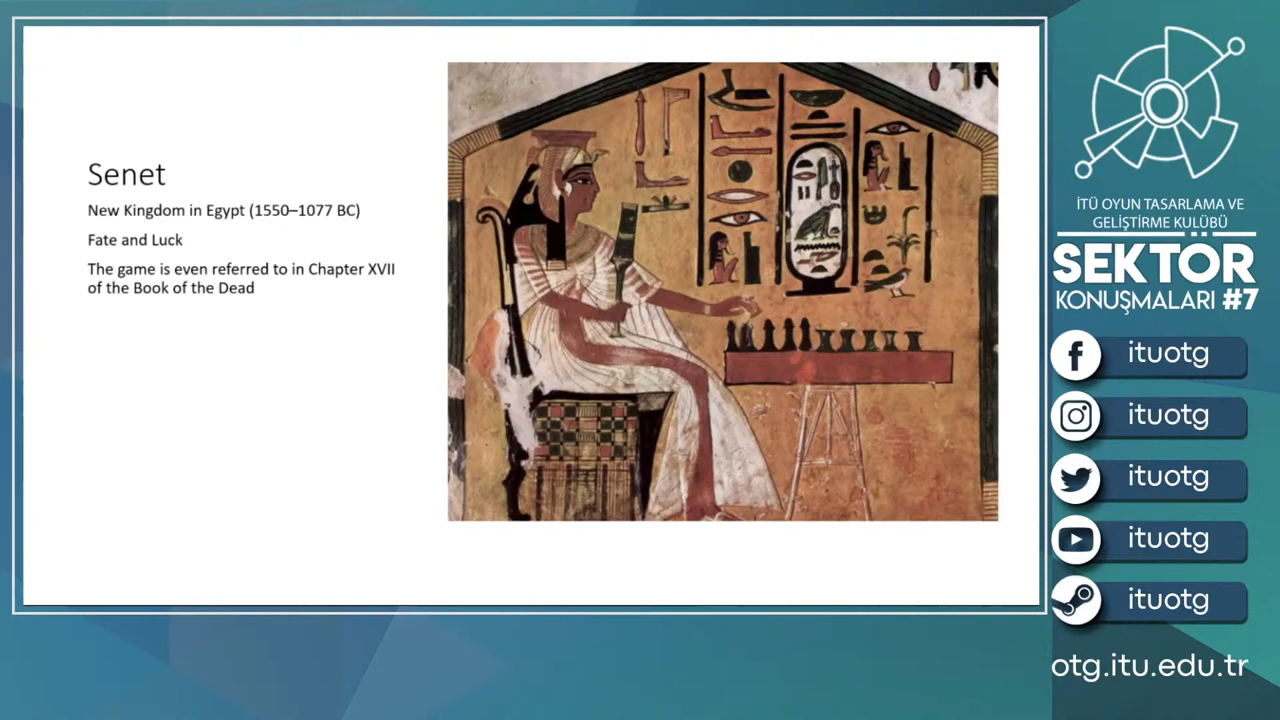 Senet
New Kingdom in Egypt (1550–1077 BC)
Fate and Luck
The game is even referred to in Chapter XVII
of the Book of the Dead
İTÜ OYUN TASARLAMA VE
GELİŞTİRME KULÜBÜ
SEKTÖR
KONUŞMALARI #7
ituotg
ituotg
ituotg
ituotg
ituotg
otg.itu.edu.tr